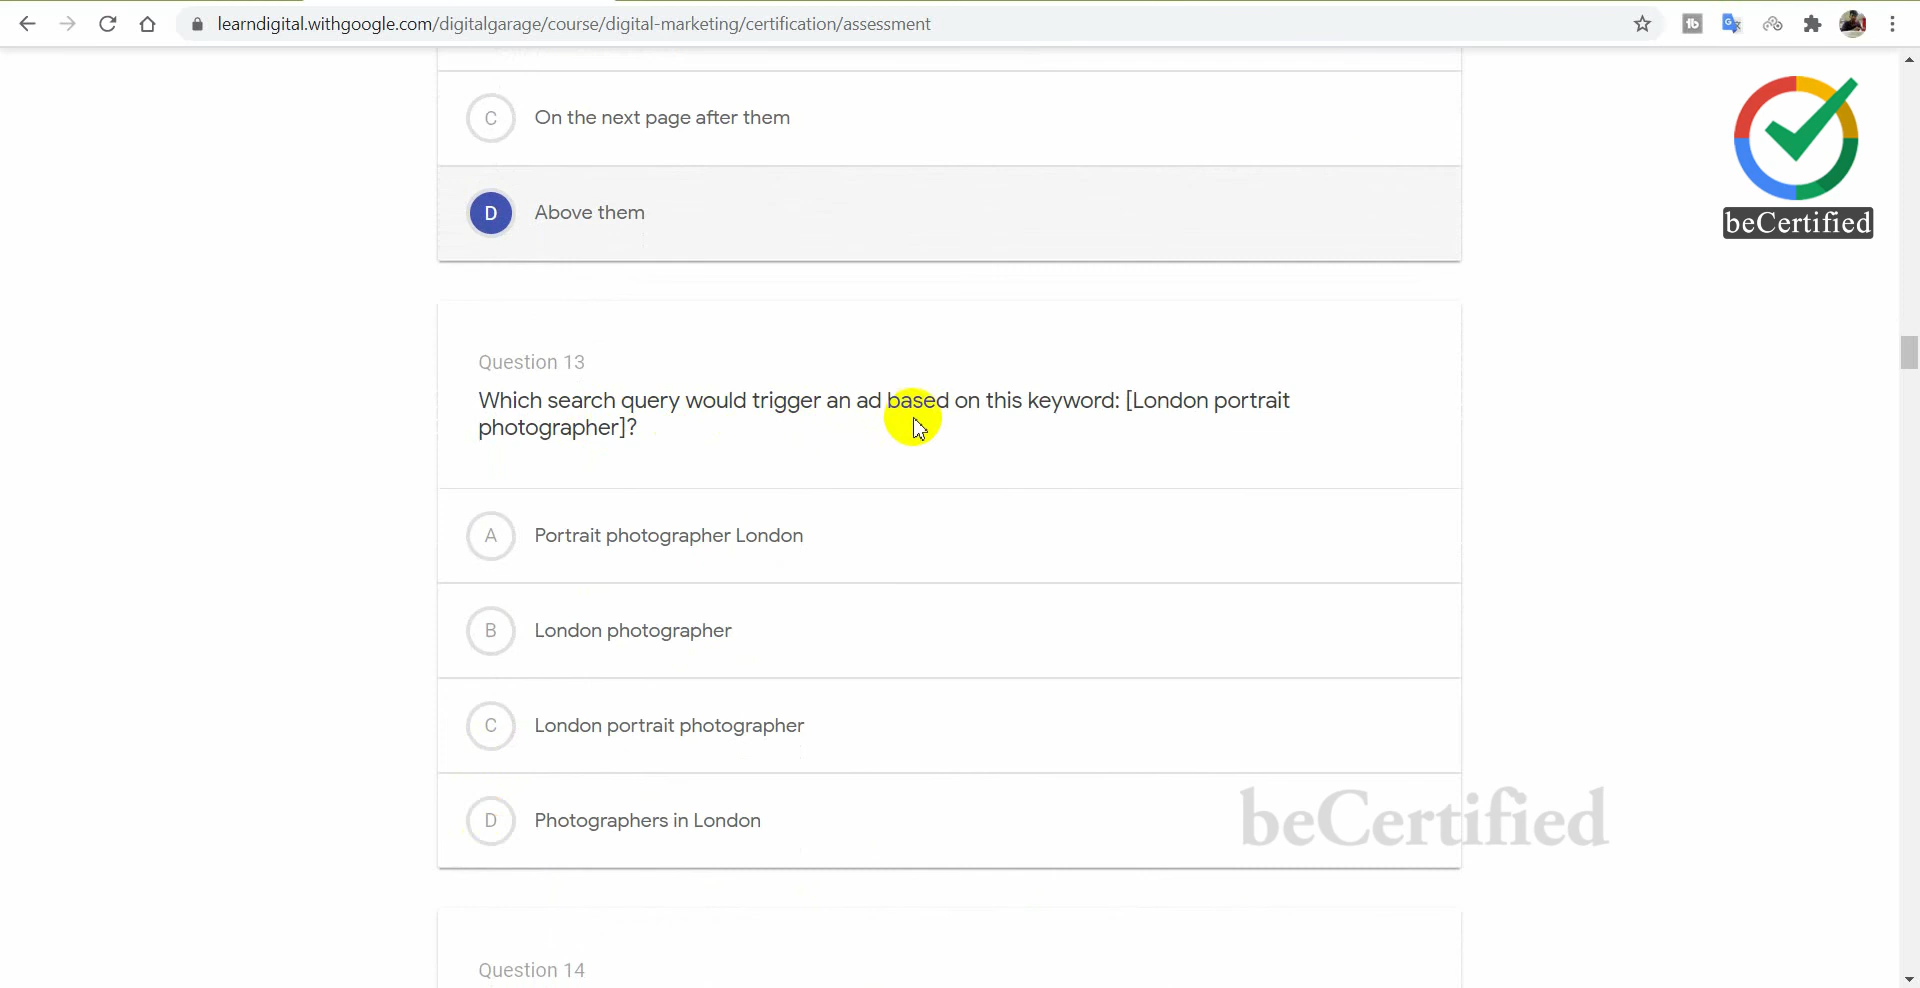 learndigital.withgoogle.com/digitalgarage/course/digital-marketing/certification/assessment
C On the next page after them
D Above them
beCertified
Question 13
Which search query would trigger an ad based on this keyword: [London portrait
photographer]?
A Portrait photographer London
B London photographer
C London portrait photographer
D Photographers in London
beCertified
Question 14